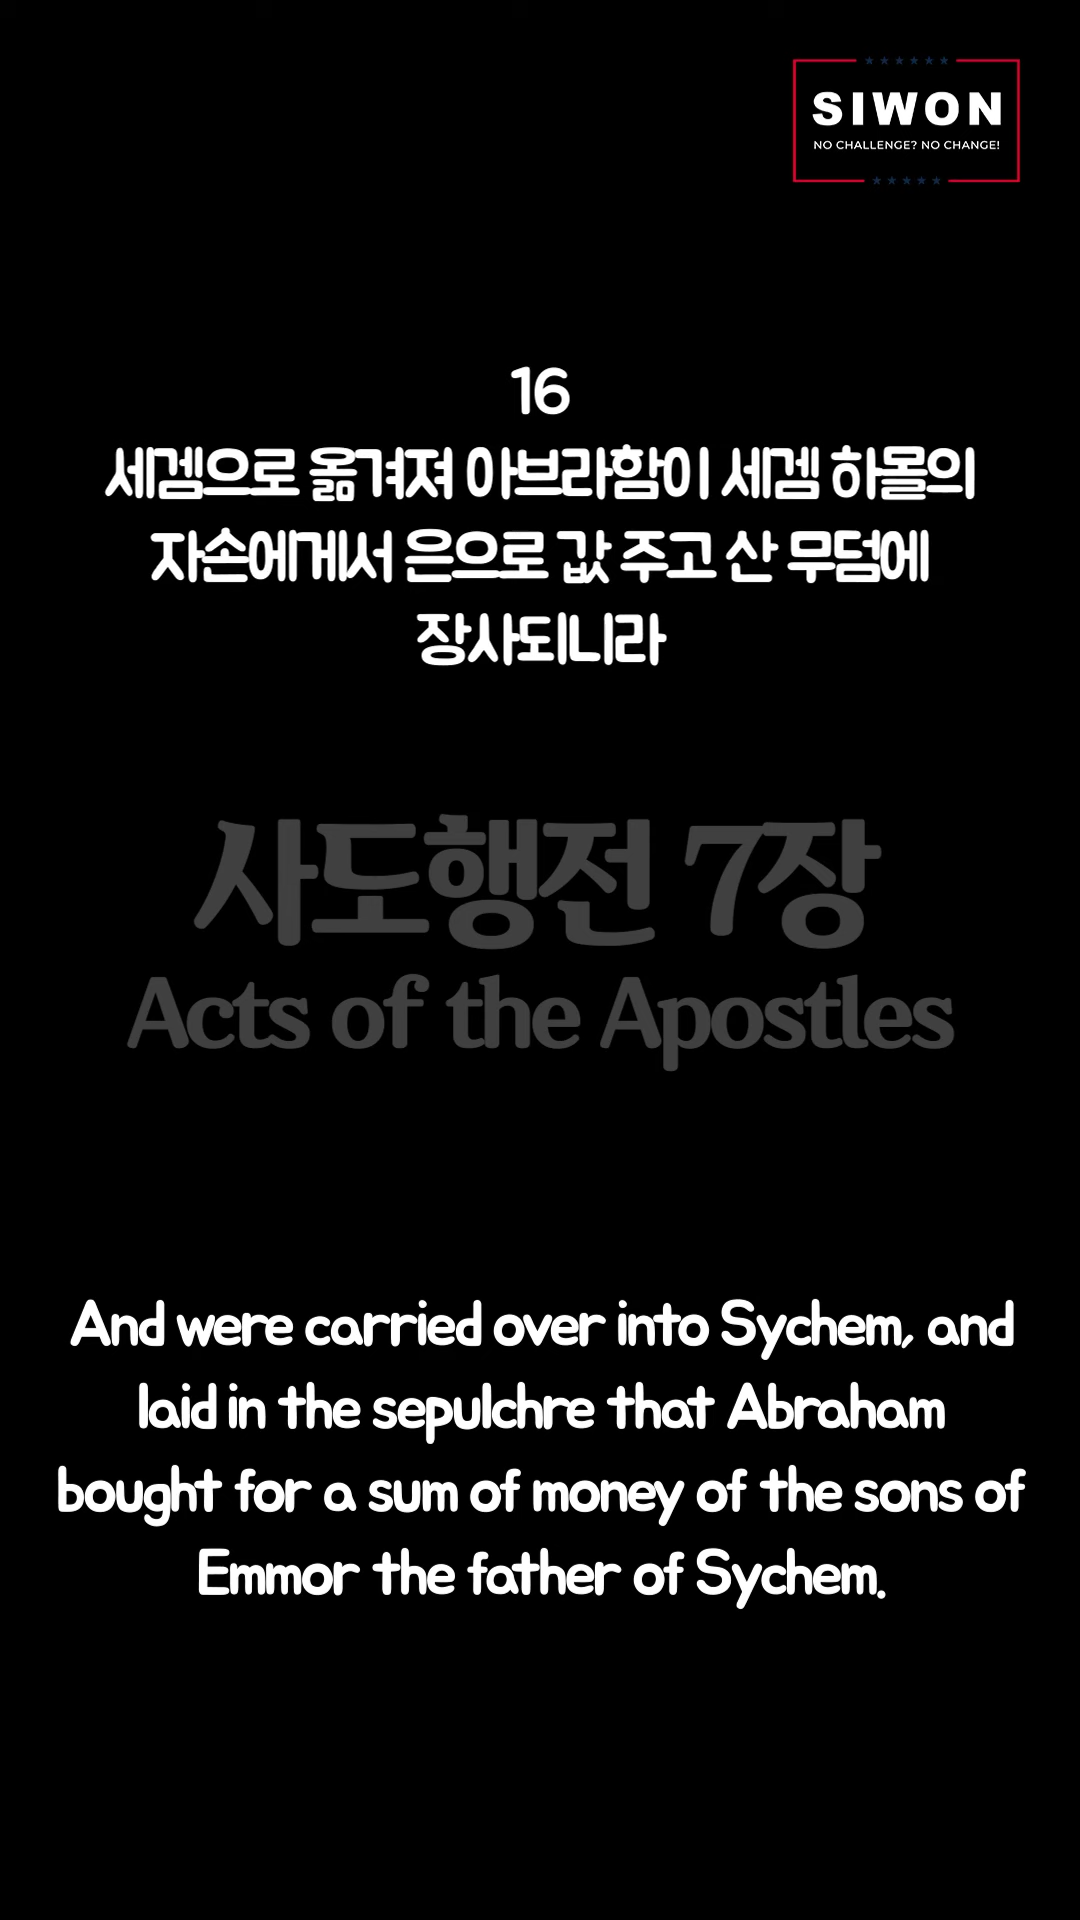 SIWON
NO CHALLENGE? NO CHANGE!
16
세겜으로 옮겨져 아브라함이 세겜 하몰의
자손에게서 은으로 값 주고 산 무덤에
장사되니라
사도행전 7장
Acts of the Apostles
And were carried over into Sychem, and
laid in the sepulchre that Abraham
bought for a sum of money of the sons of
Emmor the father of Sychem.